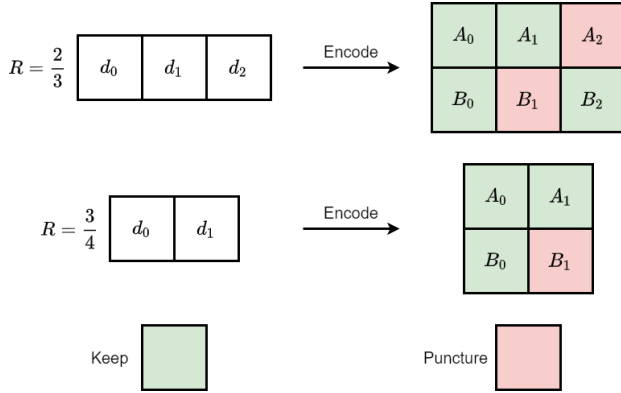 R = 2/3 d₀ d₁ d₂ Encode A₀ A₁ A₂
B₀ B₁ B₂
R = 3/4 d₀ d₁ Encode A₀ A₁
B₀ B₁
Keep Puncture